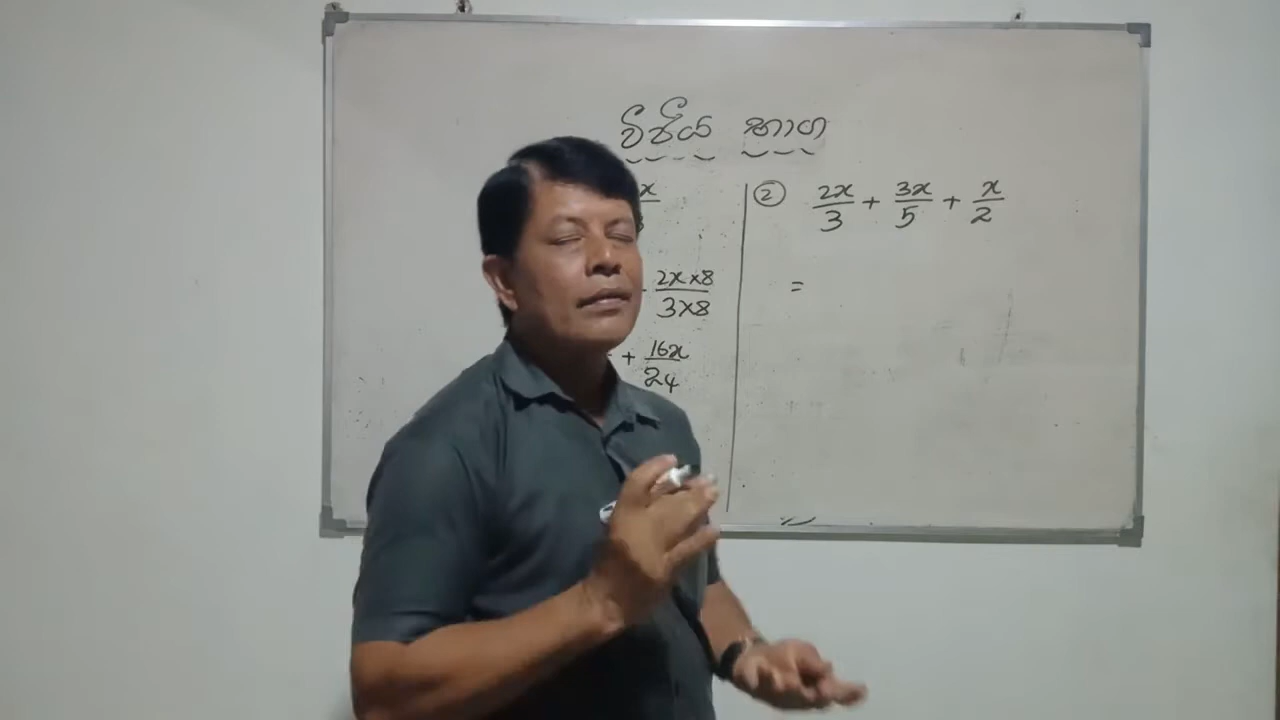 වීජීය භාග
x
② 2x/3 + 3x/5 + x/2
2x×8/3×8
=
+ 16x/24